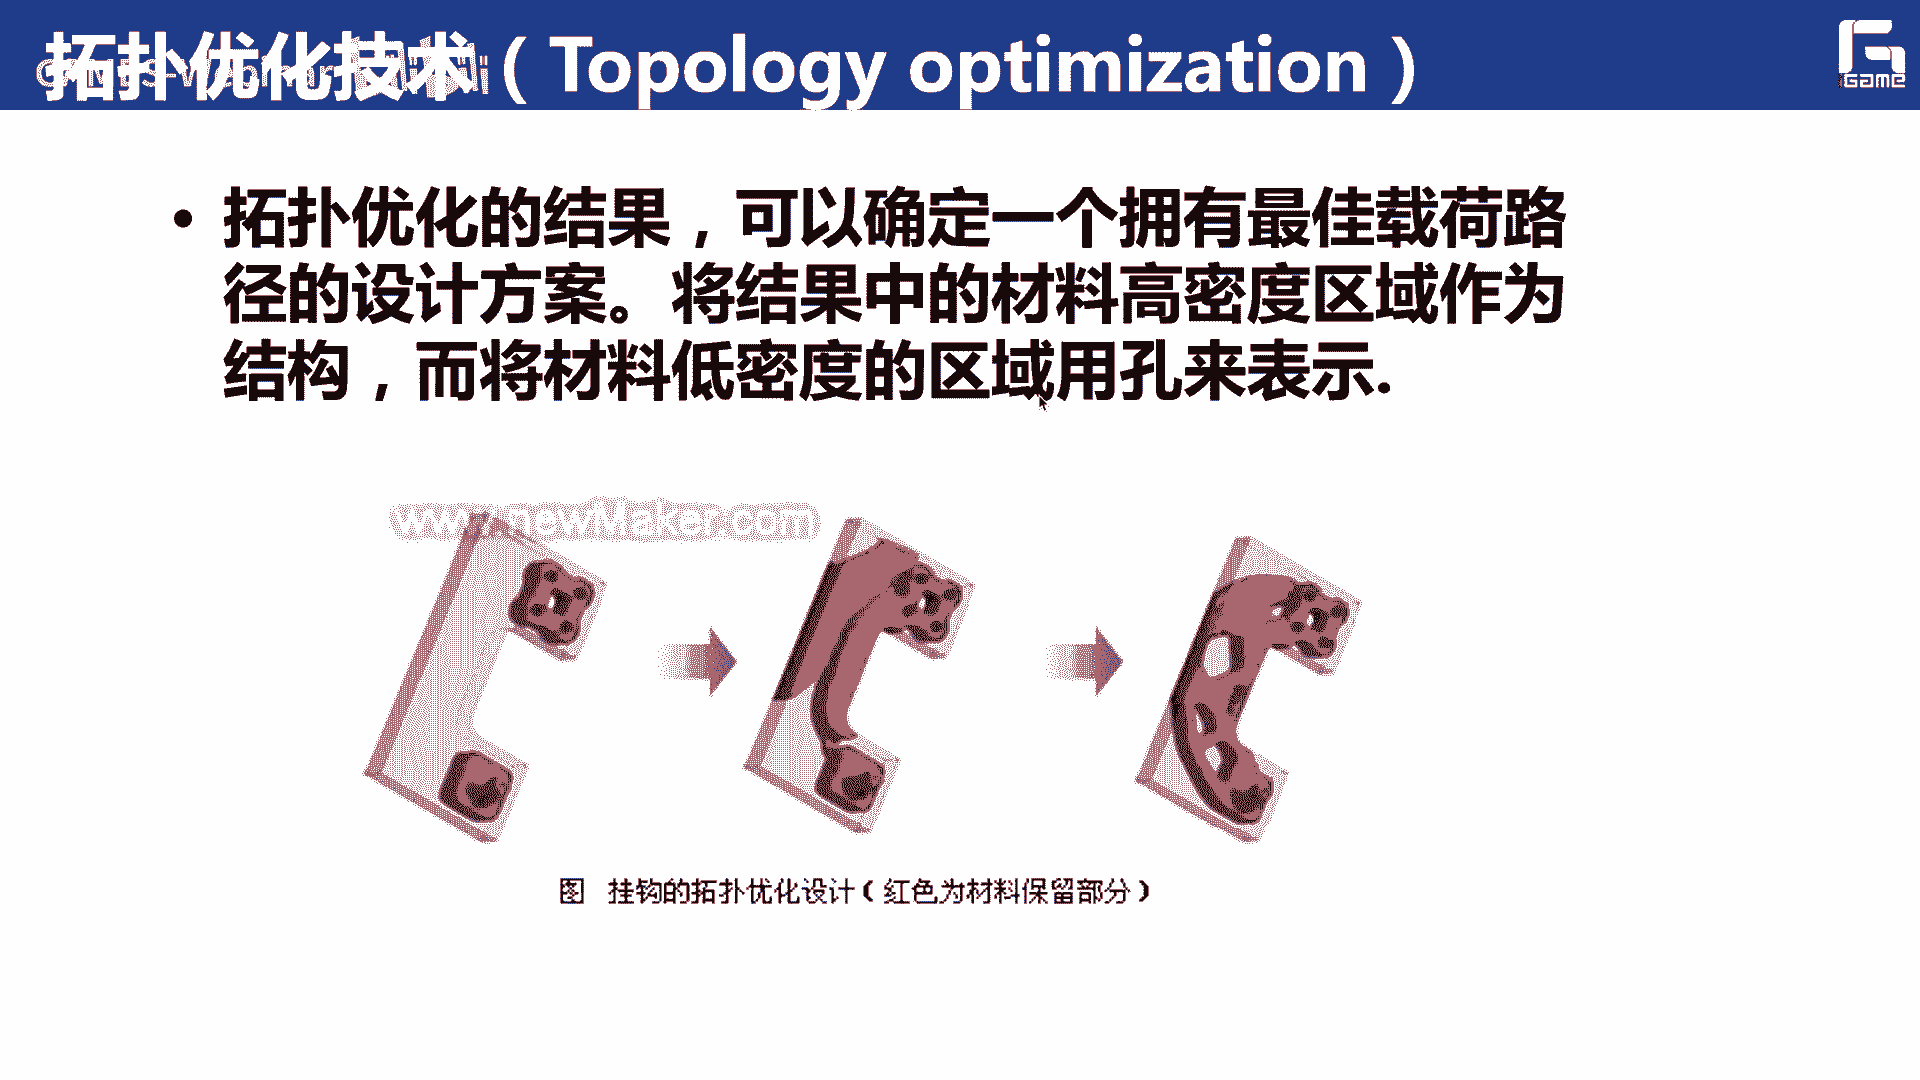 拓扑优化技术（Topology optimization）
GAME
• 拓扑优化的结果，可以确定一个拥有最佳载荷路
径的设计方案。将结果中的材料高密度区域作为
结构，而将材料低密度的区域用孔来表示.
www.newMaker.com
图 挂钩的拓扑优化设计（红色为材料保留部分）